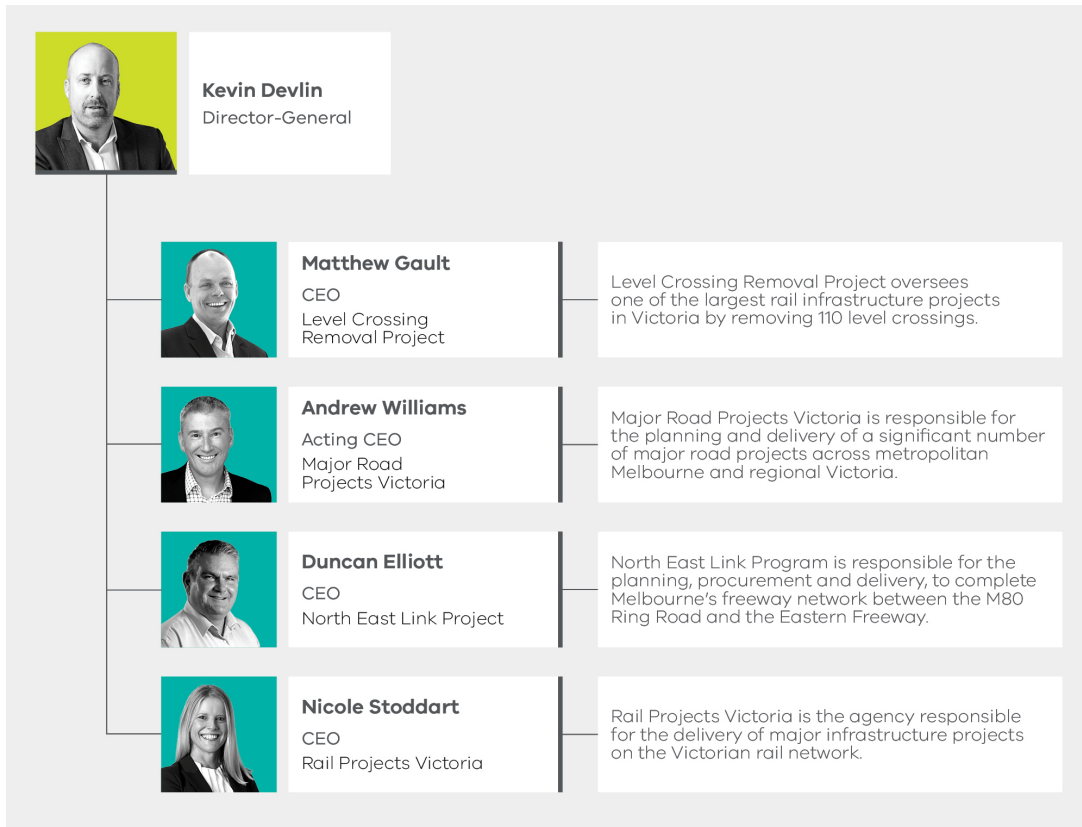 Kevin Devlin
Director-General
Matthew Gault
CEO
Level Crossing
Removal Project
Level Crossing Removal Project oversees
one of the largest rail infrastructure projects
in Victoria by removing 110 level crossings.
Andrew Williams
Acting CEO
Major Road
Projects Victoria
Major Road Projects Victoria is responsible for
the planning and delivery of a significant number
of major road projects across metropolitan
Melbourne and regional Victoria.
Duncan Elliott
CEO
North East Link Project
North East Link Program is responsible for the
planning, procurement and delivery, to complete
Melbourne’s freeway network between the M80
Ring Road and the Eastern Freeway.
Nicole Stoddart
CEO
Rail Projects Victoria
Rail Projects Victoria is the agency responsible
for the delivery of major infrastructure projects
on the Victorian rail network.